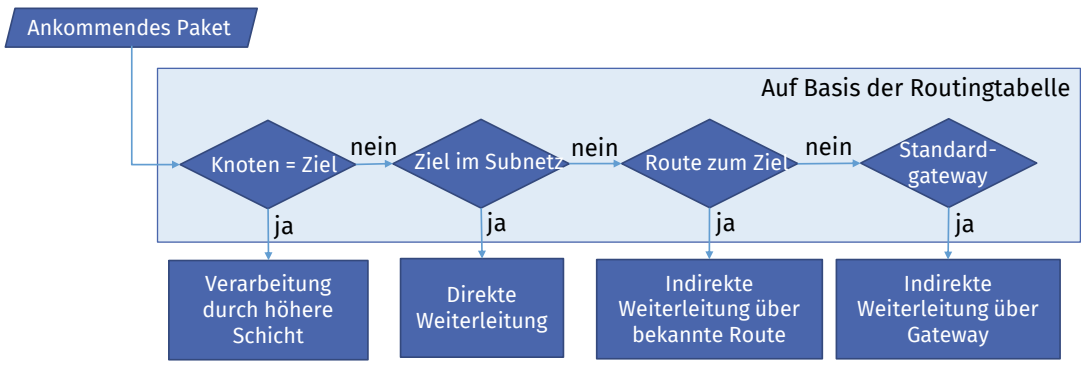 Ankommendes Paket
Auf Basis der Routingtabelle
Knoten = Ziel
nein
Ziel im Subnetz
nein
Route zum Ziel
nein
Standard-
gateway
ja
ja
ja
ja
Verarbeitung
durch höhere
Schicht
Direkte
Weiterleitung
Indirekte
Weiterleitung über
bekannte Route
Indirekte
Weiterleitung über
Gateway